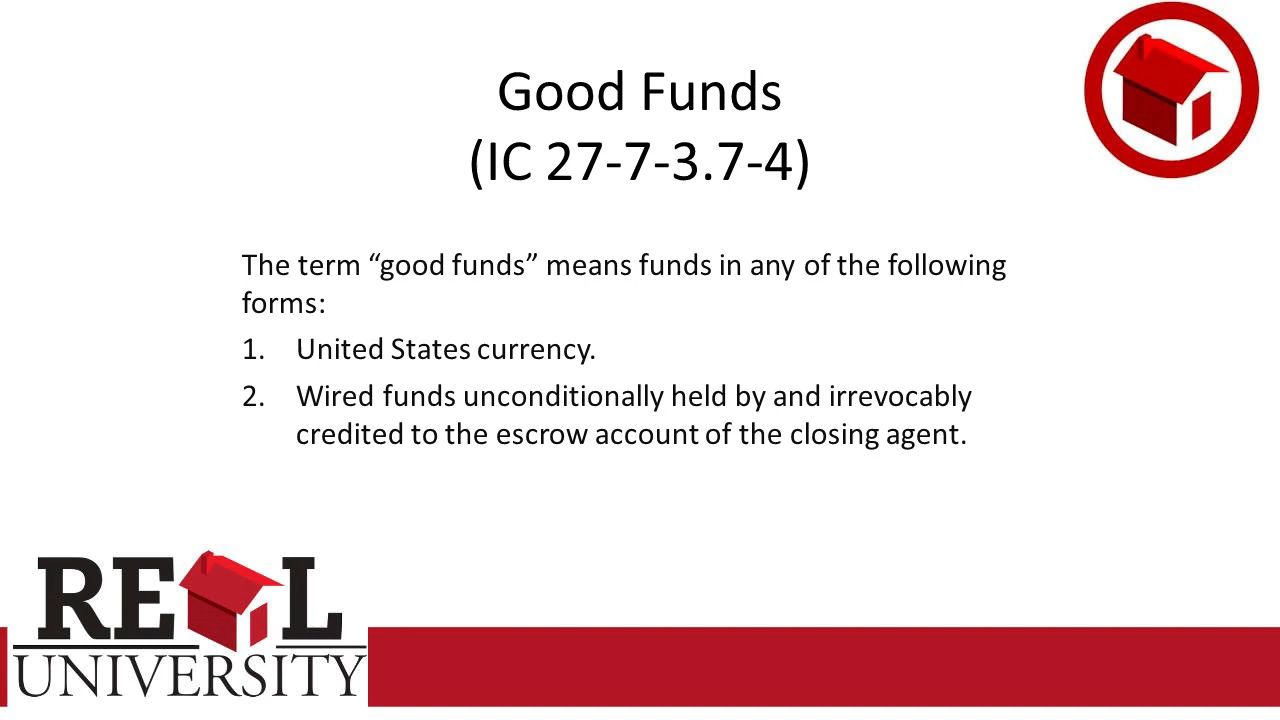 Good Funds
(IC 27-7-3.7-4)
The term “good funds” means funds in any of the following
forms:
1. United States currency.
2. Wired funds unconditionally held by and irrevocably
credited to the escrow account of the closing agent.
RE L
UNIVERSITY